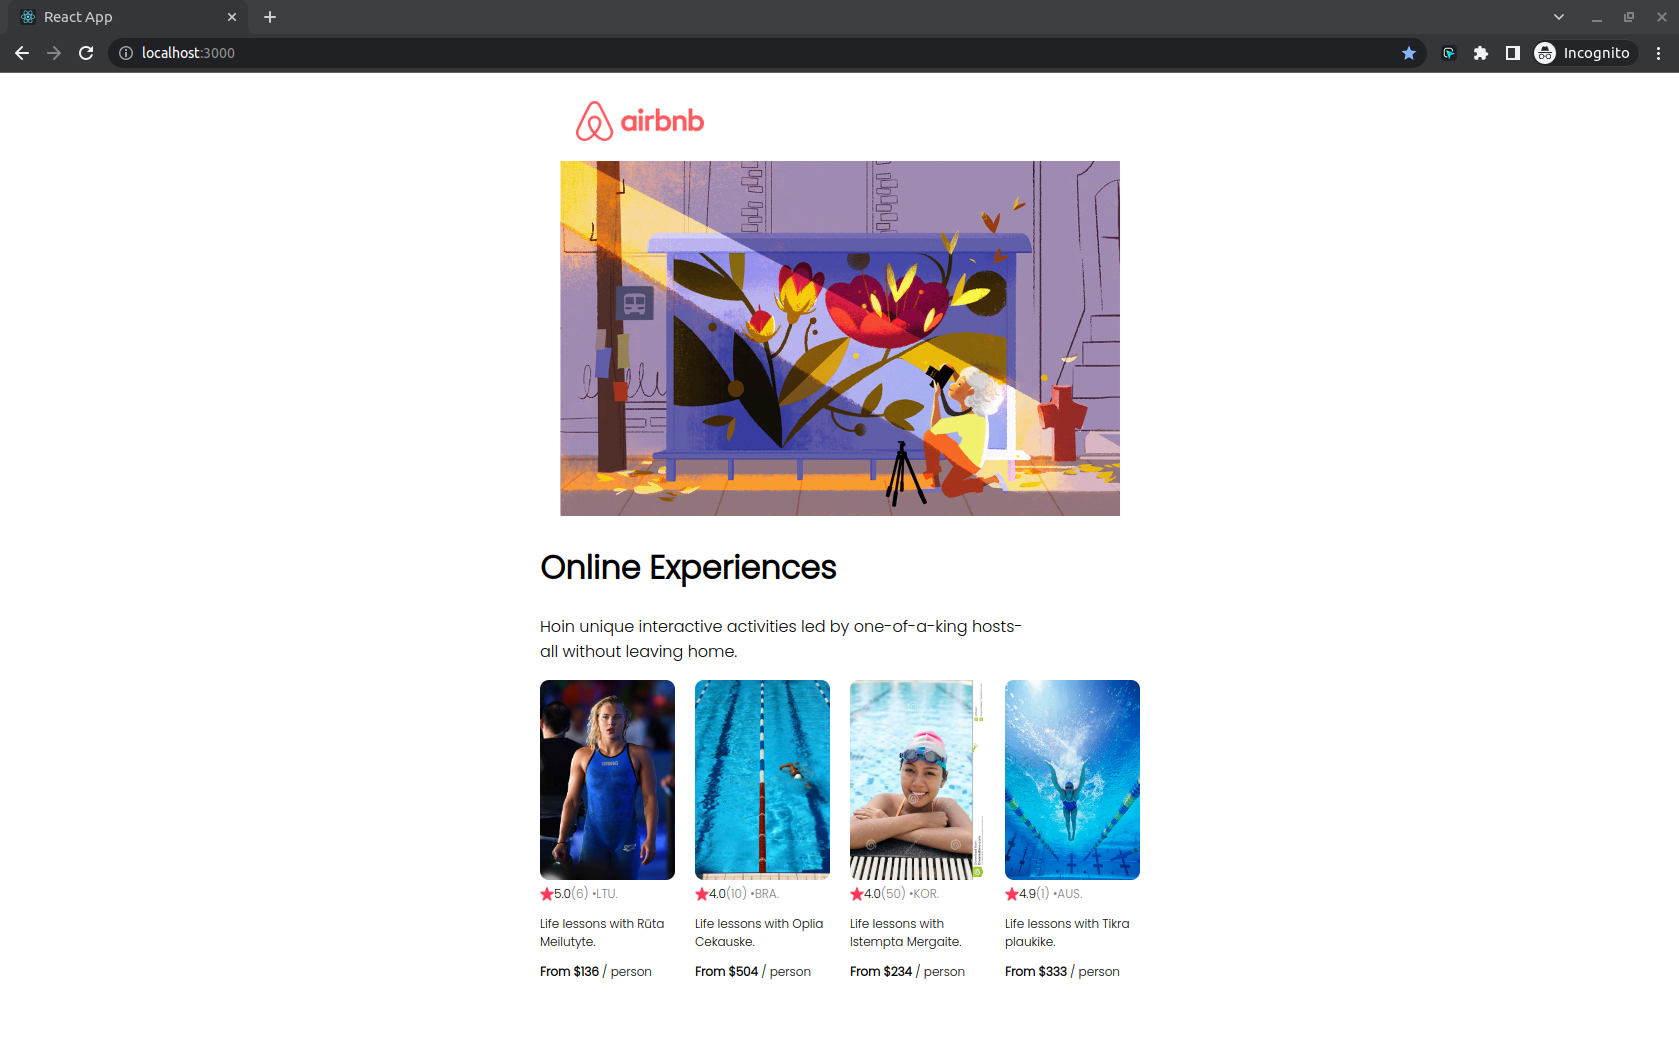 React App
localhost:3000
Incognito
airbnb
Online Experiences
Hoin unique interactive activities led by one-of-a-king hosts-
all without leaving home.
5.0(6) •LTU.
Life lessons with Rūta
Meilutyte.
From $136 / person
4.0(10) •BRA.
Life lessons with Oplia
Cekauske.
From $504 / person
4.0(50) •KOR.
Life lessons with
Istempta Mergaite.
From $234 / person
4.9(1) •AUS.
Life lessons with Tikra
plaukike.
From $333 / person